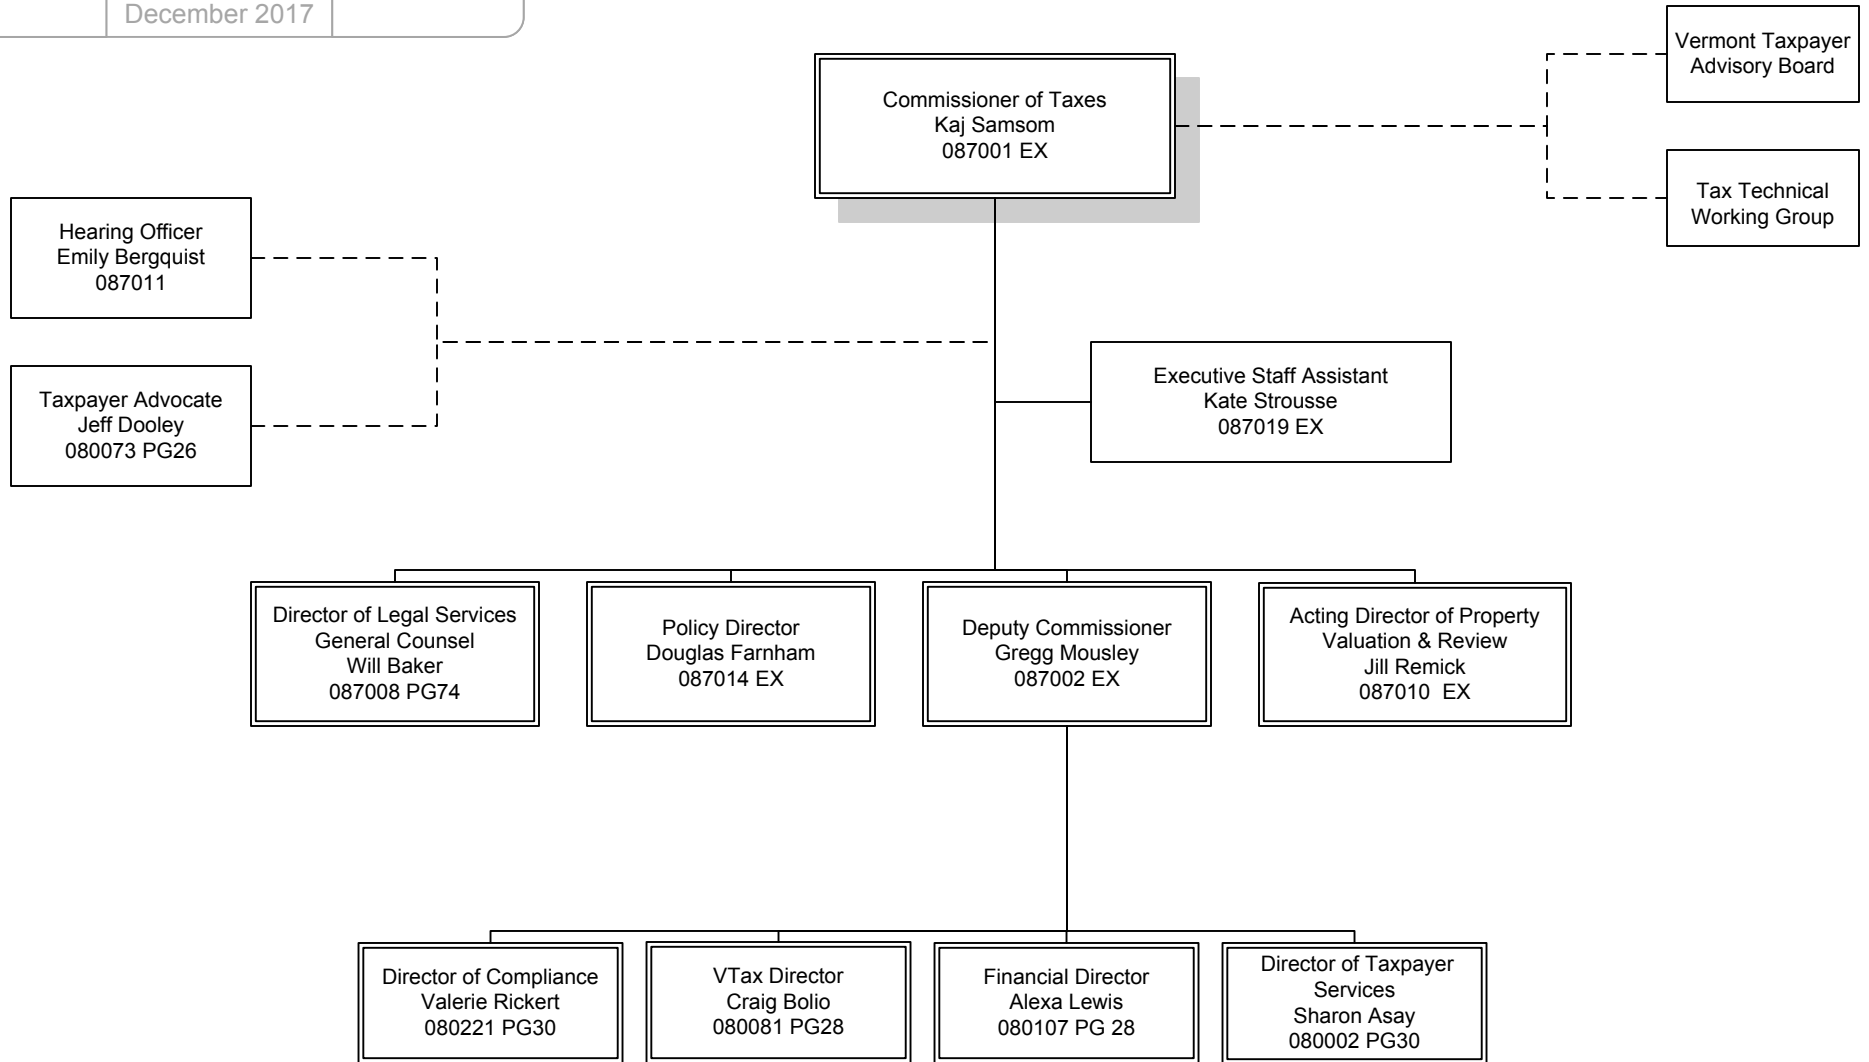 December 2017
Vermont Taxpayer
Advisory Board
Commissioner of Taxes
Kaj Samsom
087001 EX
Tax Technical
Working Group
Hearing Officer
Emily Bergquist
087011
Taxpayer Advocate
Jeff Dooley
080073 PG26
Executive Staff Assistant
Kate Strousse
087019 EX
Director of Legal Services
General Counsel
Will Baker
087008 PG74
Policy Director
Douglas Farnham
087014 EX
Deputy Commissioner
Gregg Mousley
087002 EX
Acting Director of Property
Valuation & Review
Jill Remick
087010  EX
Director of Compliance
Valerie Rickert
080221 PG30
VTax Director
Craig Bolio
080081 PG28
Financial Director
Alexa Lewis
080107 PG 28
Director of Taxpayer
Services
Sharon Asay
080002 PG30